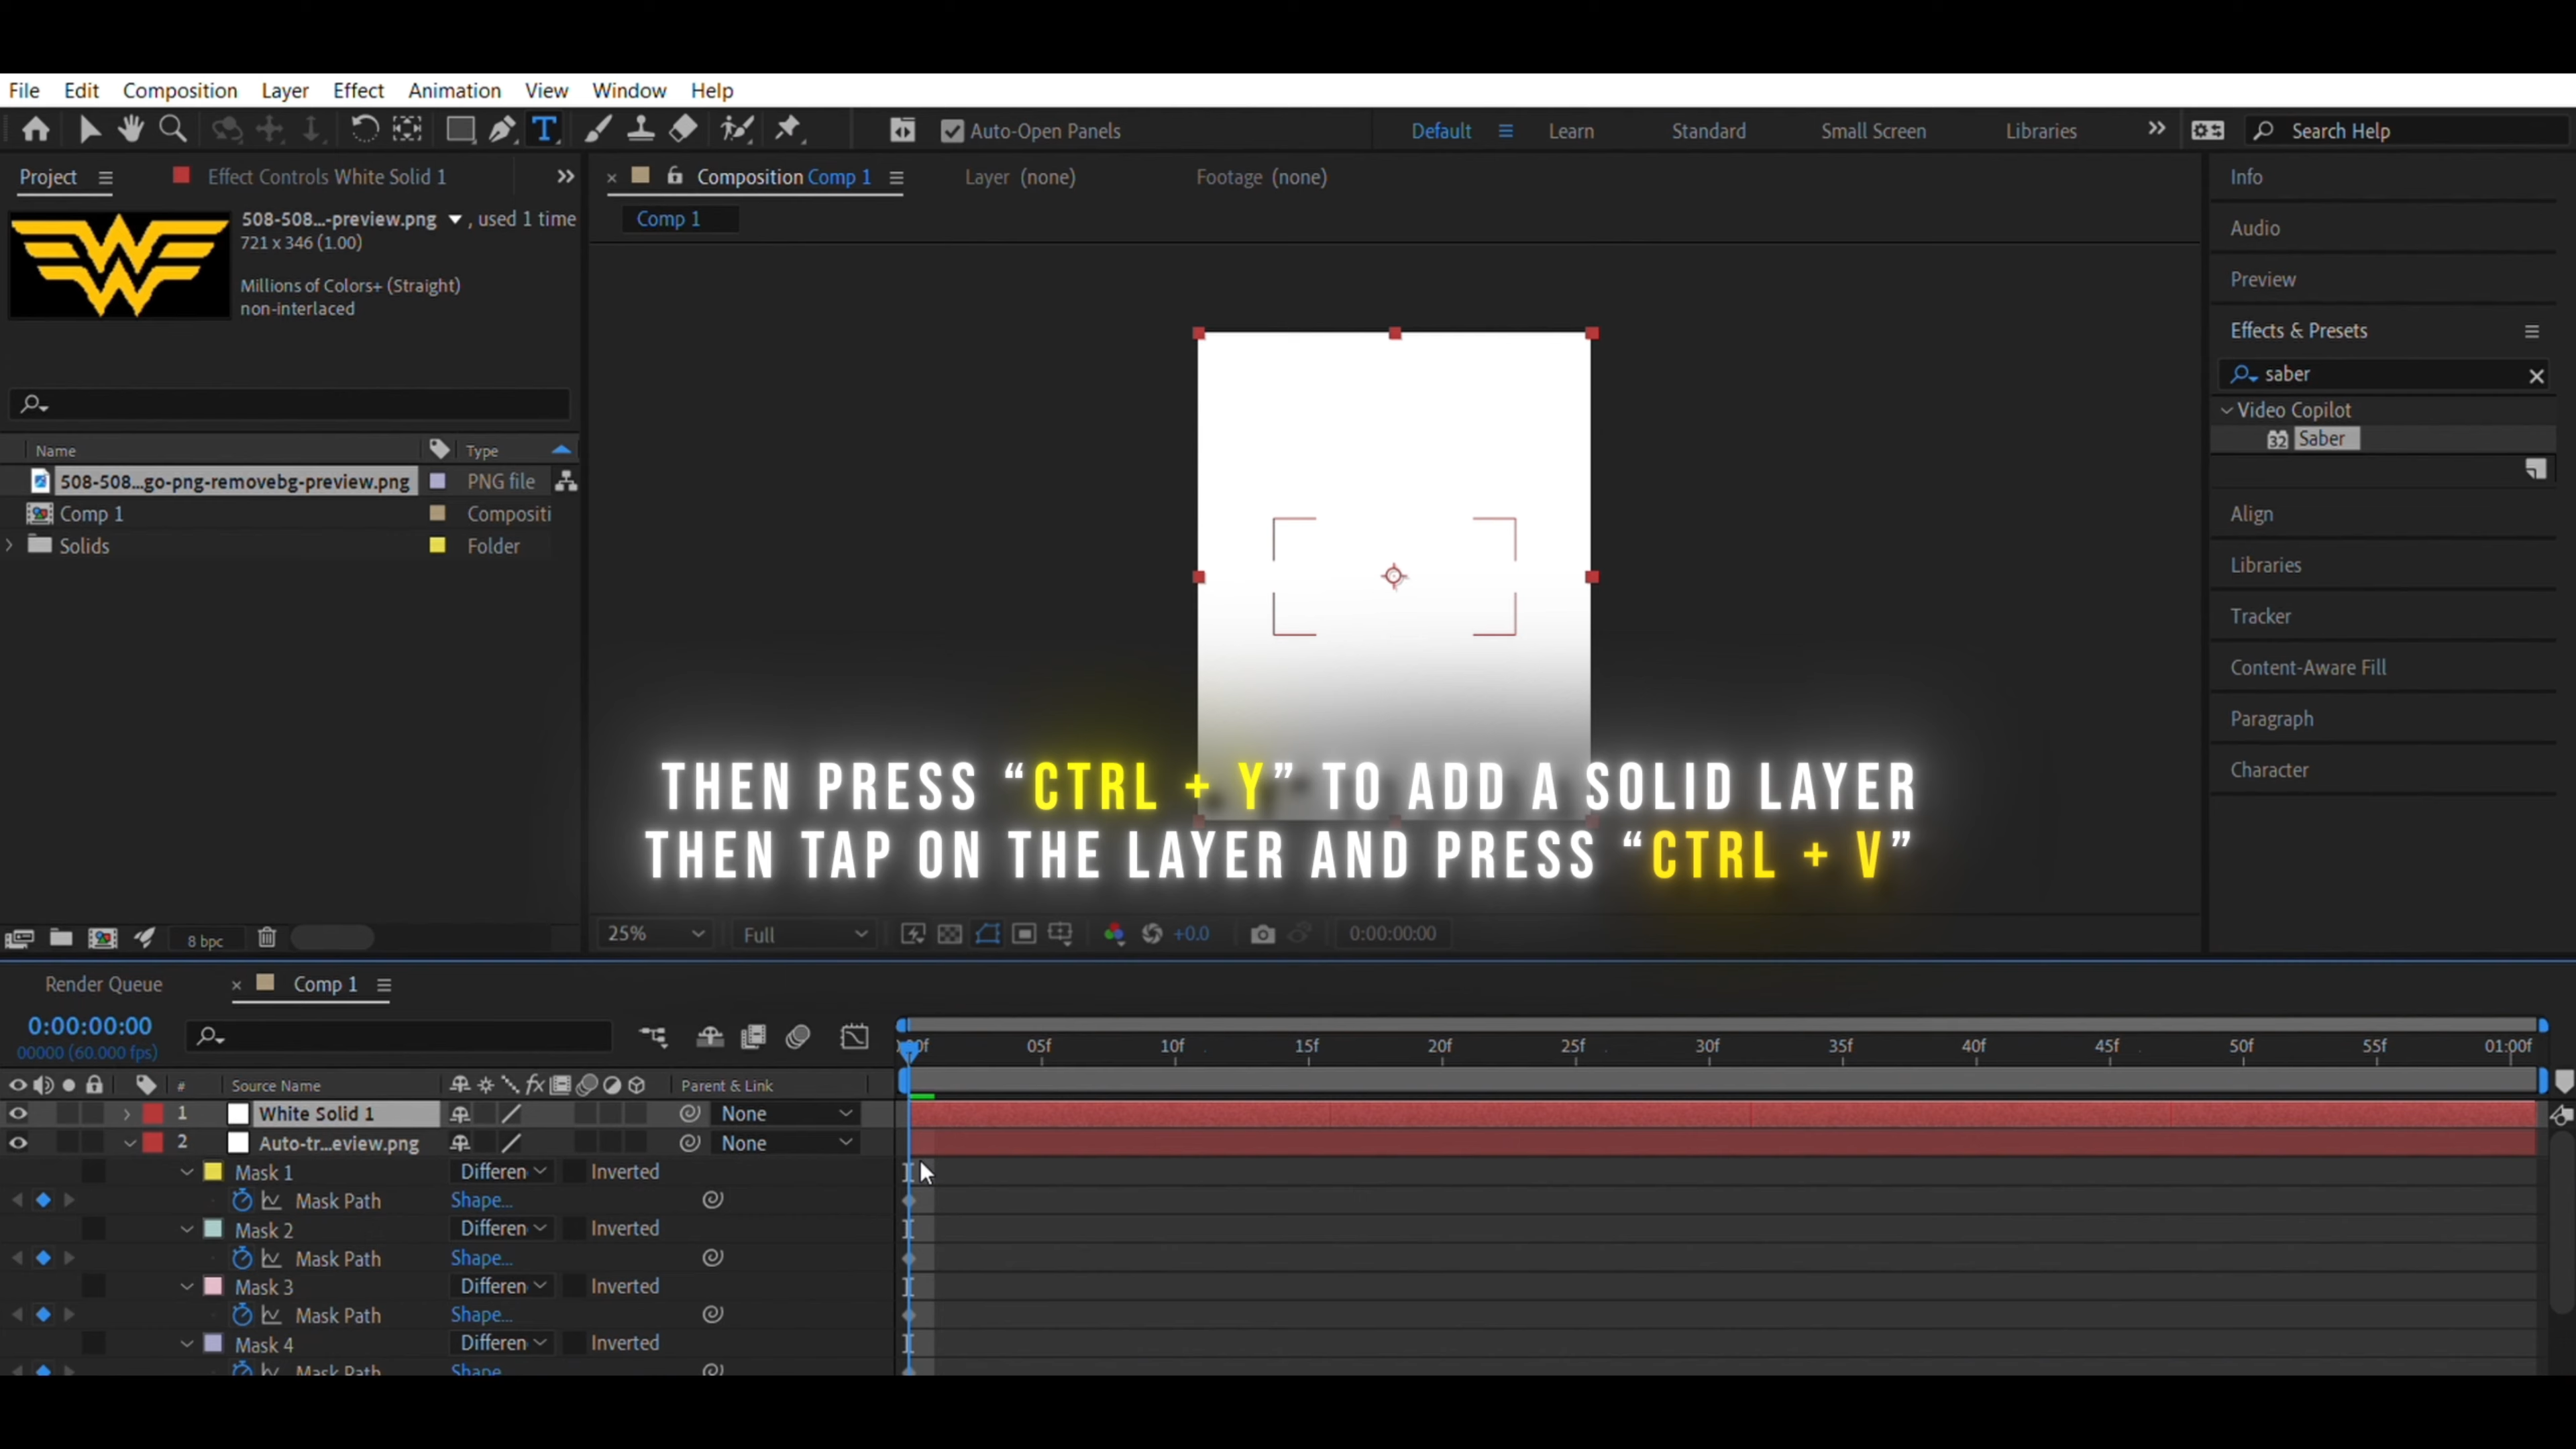 File Edit Composition Layer Effect Animation View Window Help
Auto-Open Panels Default Learn Standard Small Screen Libraries Search Help
Project Effect Controls White Solid 1
508-508...-preview.png , used 1 time
721 x 346 (1.00)
Millions of Colors+ (Straight)
non-interlaced
Name Type
508-508...go-png-removebg-preview.png PNG file
Comp 1 Compositi
Solids Folder
8 bpc
Composition Comp 1 Layer (none) Footage (none)
Comp 1
THEN PRESS “CTRL + Y” TO ADD A SOLID LAYER
THEN TAP ON THE LAYER AND PRESS “CTRL + V”
25% Full +0.0 0:00:00:00
Info
Audio
Preview
Effects & Presets
saber
Video Copilot
32 Saber
Align
Libraries
Tracker
Content-Aware Fill
Paragraph
Character
Render Queue Comp 1
0:00:00:00
00000 (60.000 fps)
05f 10f 15f 20f 25f 30f 35f 40f 45f 50f 55f 01:00f
# Source Name fx Parent & Link
1 White Solid 1 None
2 Auto-tr...eview.png None
Mask 1 Differen Inverted
Mask Path Shape...
Mask 2 Differen Inverted
Mask Path Shape...
Mask 3 Differen Inverted
Mask Path Shape...
Mask 4 Differen Inverted
Mask Path Shape...